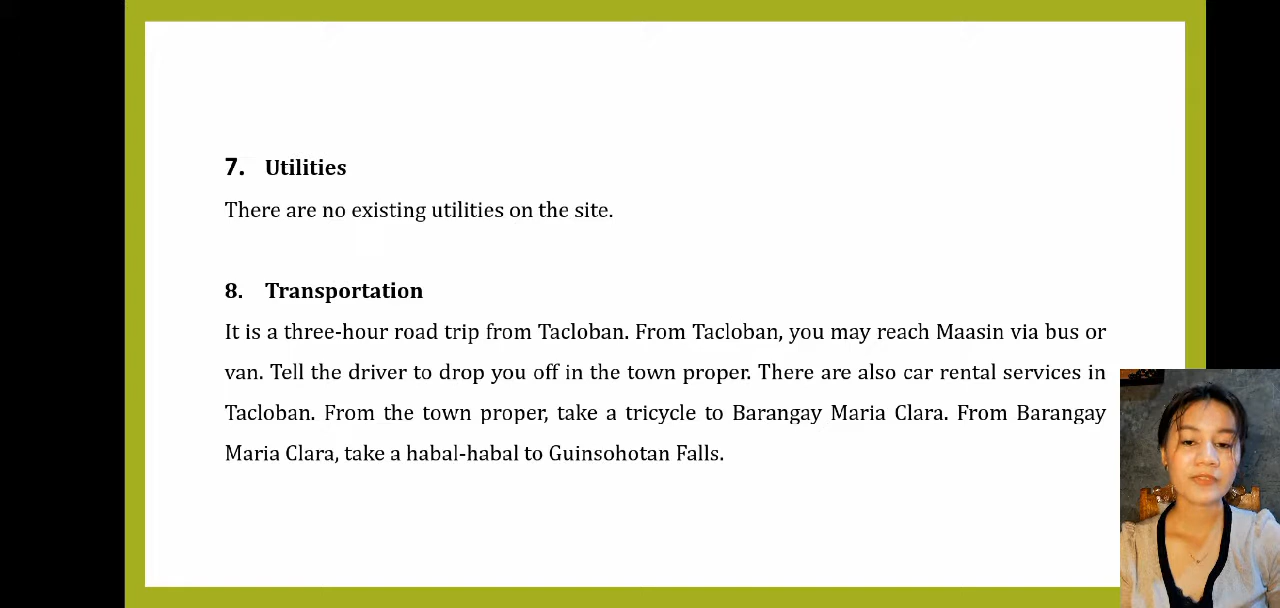 7. Utilities
There are no existing utilities on the site.
8. Transportation
It is a three-hour road trip from Tacloban. From Tacloban, you may reach Maasin via bus or
van. Tell the driver to drop you off in the town proper. There are also car rental services in
Tacloban. From the town proper, take a tricycle to Barangay Maria Clara. From Barangay
Maria Clara, take a habal-habal to Guinsohotan Falls.